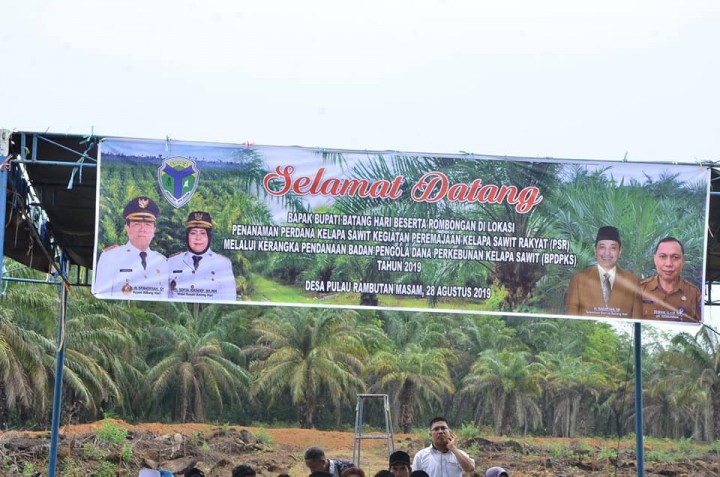 Selamat Datang
BAPAK BUPATI BATANG HARI BESERTA ROMBONGAN DI LOKASI
PENANAMAN PERDANA KELAPA SAWIT KEGIATAN PEREMAJAAN KELAPA SAWIT RAKYAT (PSR)
MELALUI KERANGKA PENDANAAN BADAN PENGOLA DANA PERKEBUNAN KELAPA SAWIT (BPDPKS)
TAHUN 2019
DESA PULAU RAMBUTAN MASAM, 28 AGUSTUS 2019